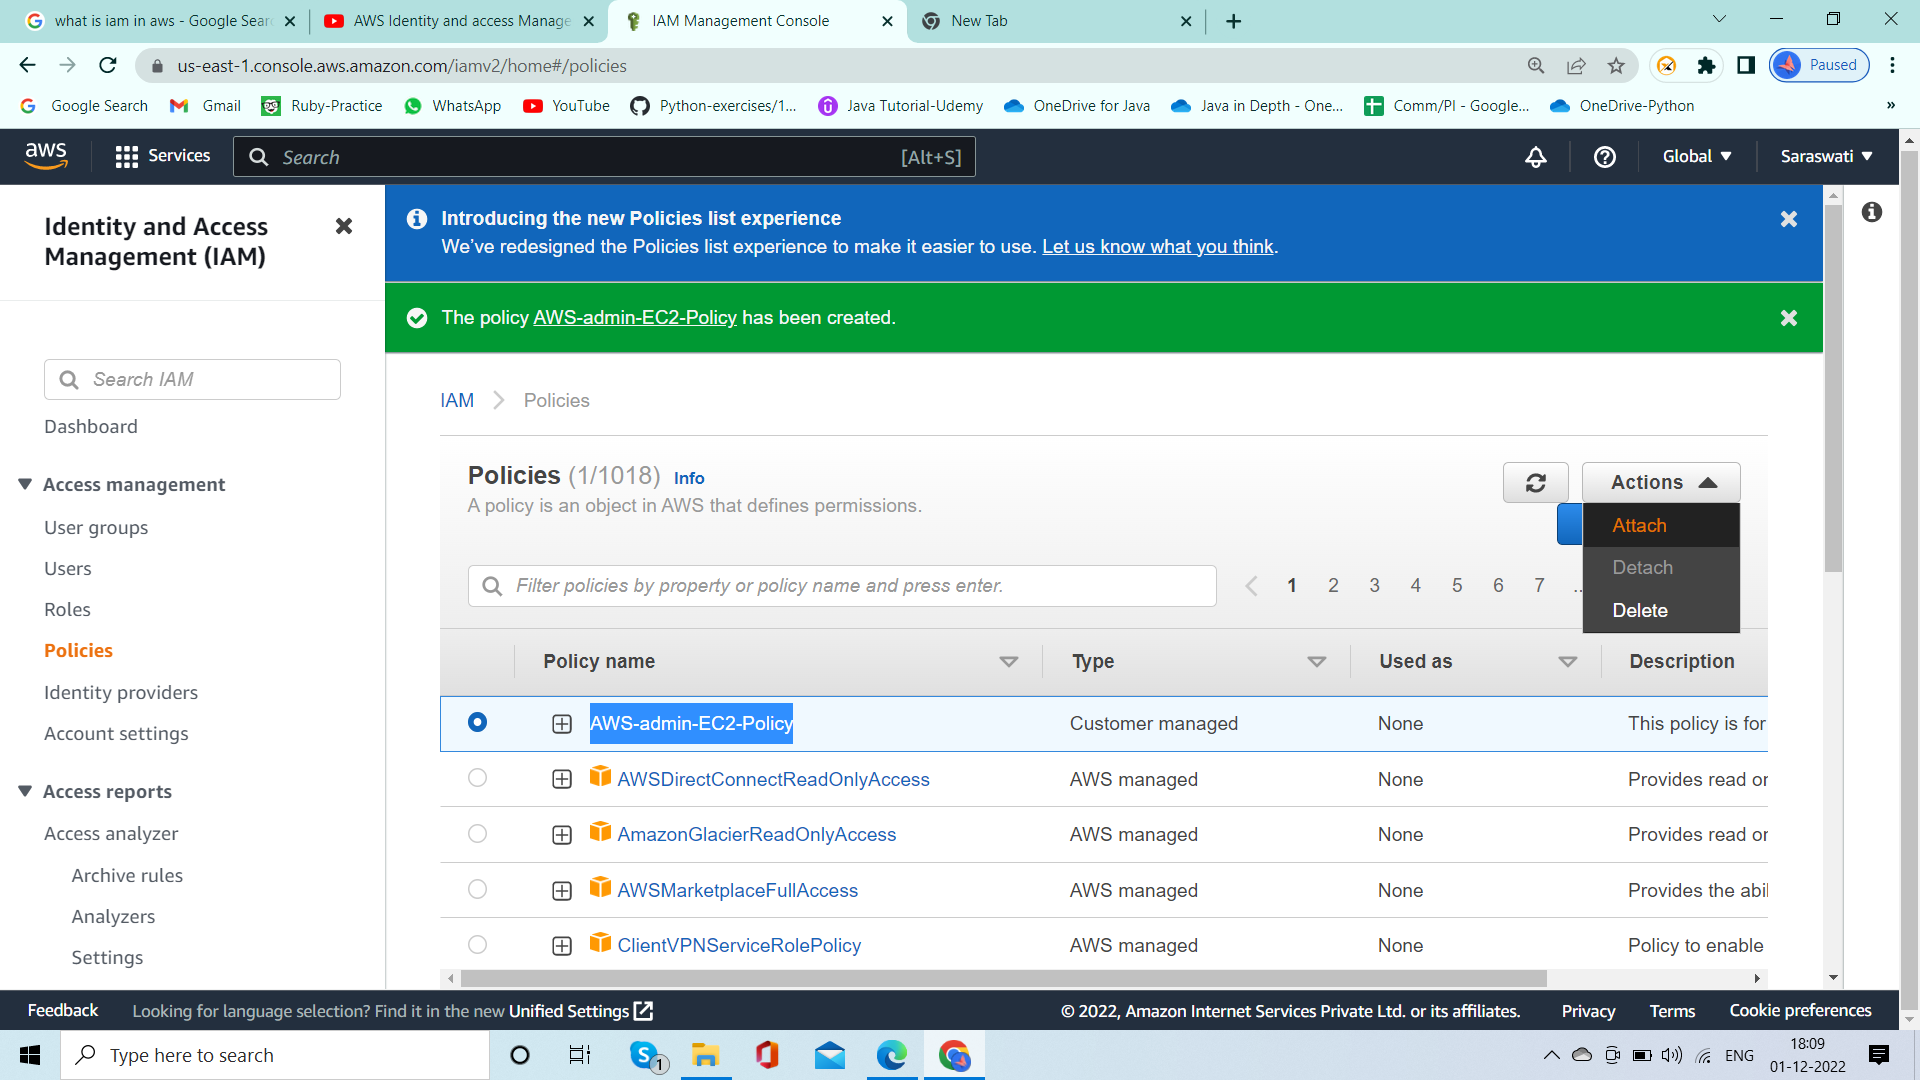 what is iam in aws - Google Sear
AWS Identity and access Manage
IAM Management Console
New Tab
us-east-1.console.aws.amazon.com/iamv2/home#/policies
Paused
Google Search
Gmail
Ruby-Practice
WhatsApp
YouTube
Python-exercises/1...
Java Tutorial-Udemy
OneDrive for Java
Java in Depth - One...
Comm/PI - Google...
OneDrive-Python
»
aws
Services
Search
[Alt+S]
Global
Saraswati
Identity and Access
Management (IAM)
Search IAM
Dashboard
Access management
User groups
Users
Roles
Policies
Identity providers
Account settings
Access reports
Access analyzer
Archive rules
Analyzers
Settings
Introducing the new Policies list experience
We've redesigned the Policies list experience to make it easier to use. Let us know what you think.
The policy AWS-admin-EC2-Policy has been created.
IAM
Policies
Policies (1/1018) Info
A policy is an object in AWS that defines permissions.
Actions
Attach
Detach
Delete
Filter policies by property or policy name and press enter.
1 2 3 4 5 6 7 ..
Policy name Type Used as Description
AWS-admin-EC2-Policy Customer managed None This policy is for
AWSDirectConnectReadOnlyAccess AWS managed None Provides read or
AmazonGlacierReadOnlyAccess AWS managed None Provides read or
AWSMarketplaceFullAccess AWS managed None Provides the abil
ClientVPNServiceRolePolicy AWS managed None Policy to enable
Feedback
Looking for language selection? Find it in the new Unified Settings
© 2022, Amazon Internet Services Private Ltd. or its affiliates.
Privacy
Terms
Cookie preferences
Type here to search
S
1
ENG
18:09
01-12-2022